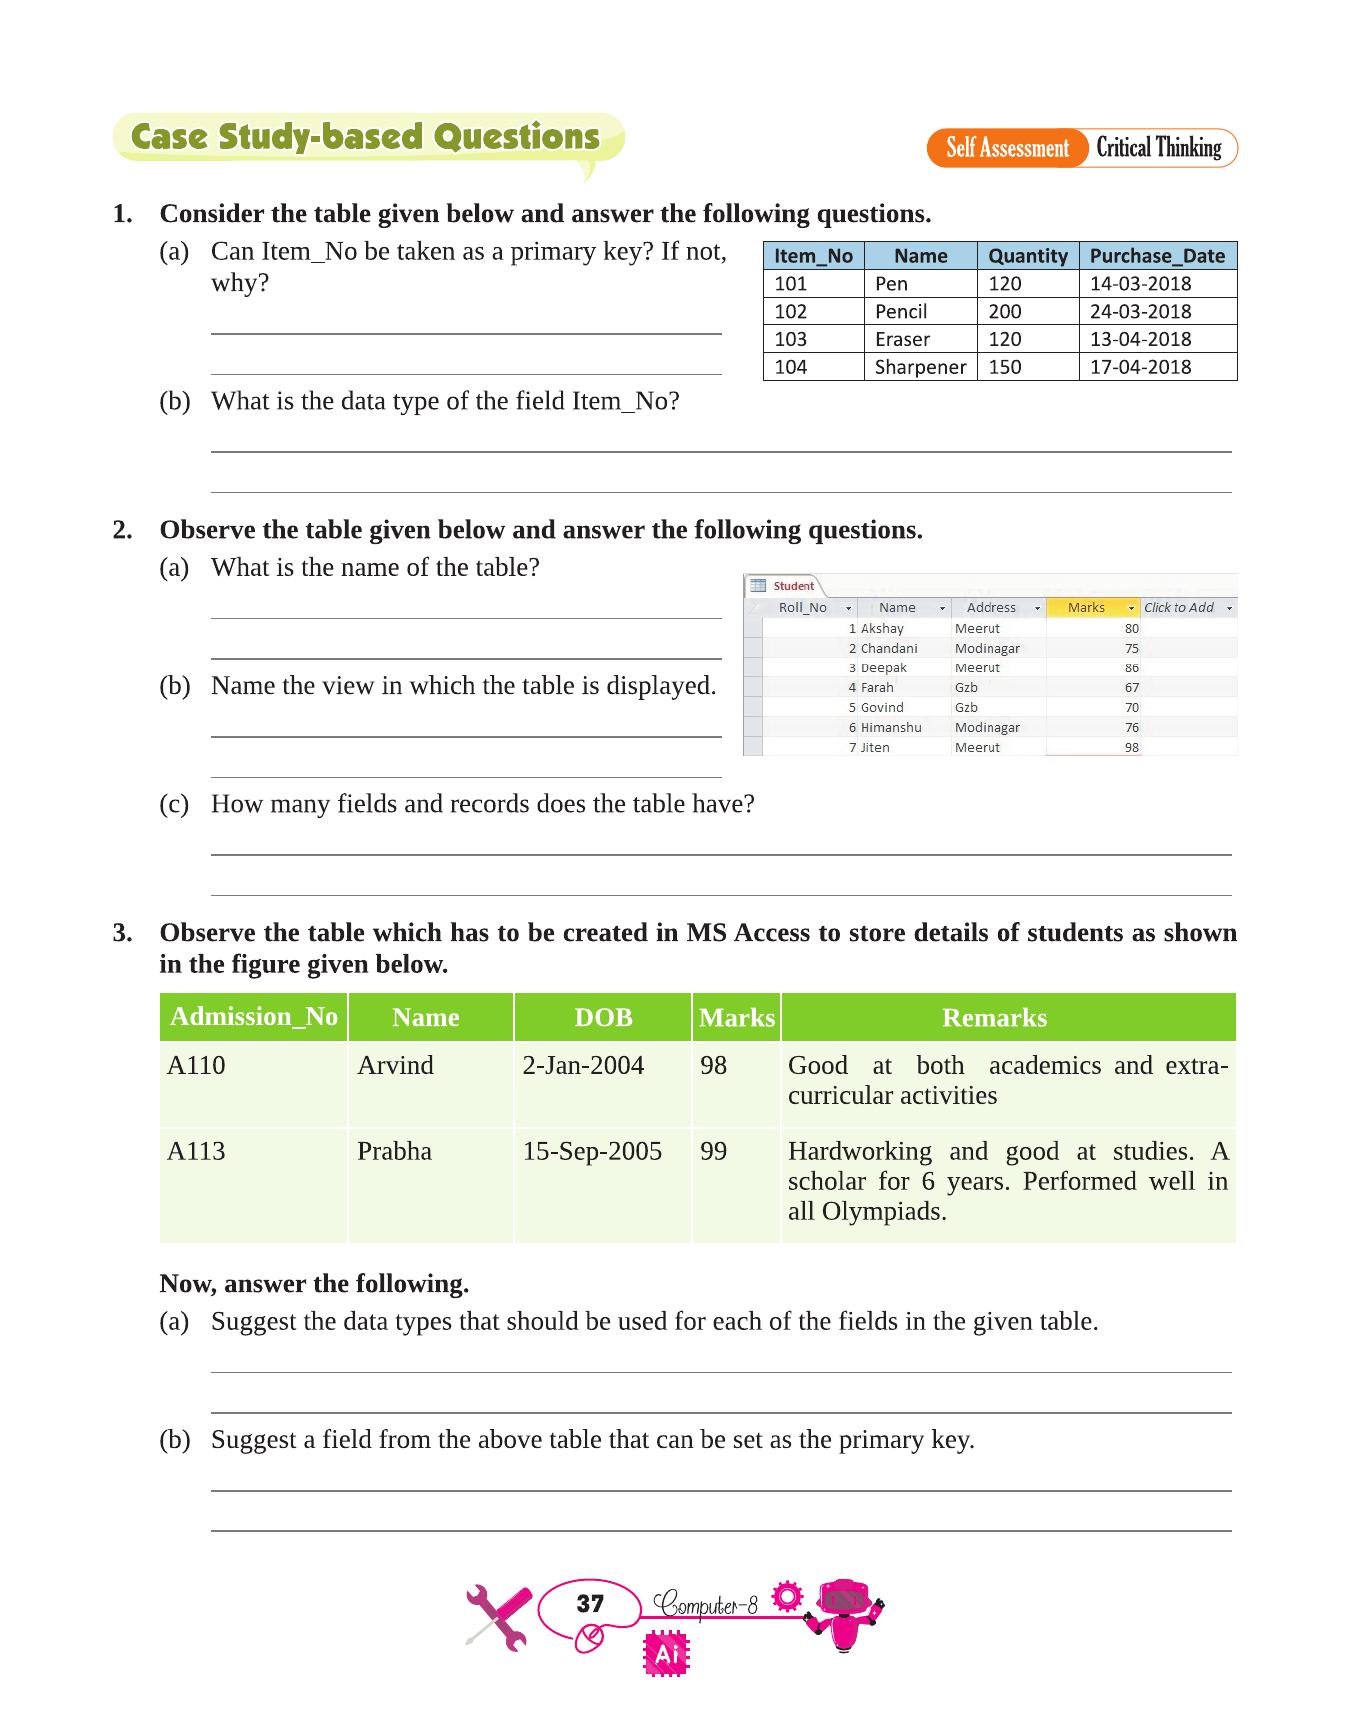 Case Study-based Questions
Self Assessment Critical Thinking
1. Consider the table given below and answer the following questions.
(a) Can Item_No be taken as a primary key? If not,
why?
Item_No Name Quantity Purchase_Date
101 Pen 120 14-03-2018
102 Pencil 200 24-03-2018
103 Eraser 120 13-04-2018
104 Sharpener 150 17-04-2018
(b) What is the data type of the field Item_No?
2. Observe the table given below and answer the following questions.
(a) What is the name of the table?
(b) Name the view in which the table is displayed.
Student
Roll_No Name Address Marks Click to Add
1 Akshay Meerut 80
2 Chandani Modinagar 75
3 Deepak Meerut 86
4 Farah Gzb 67
5 Govind Gzb 70
6 Himanshu Modinagar 76
7 Jiten Meerut 98
(c) How many fields and records does the table have?
3. Observe the table which has to be created in MS Access to store details of students as shown
in the figure given below.
Admission_No Name DOB Marks Remarks
A110 Arvind 2-Jan-2004 98 Good at both academics and extra-
curricular activities
A113 Prabha 15-Sep-2005 99 Hardworking and good at studies. A
scholar for 6 years. Performed well in
all Olympiads.
Now, answer the following.
(a) Suggest the data types that should be used for each of the fields in the given table.
(b) Suggest a field from the above table that can be set as the primary key.
37 Computer-8
Ai